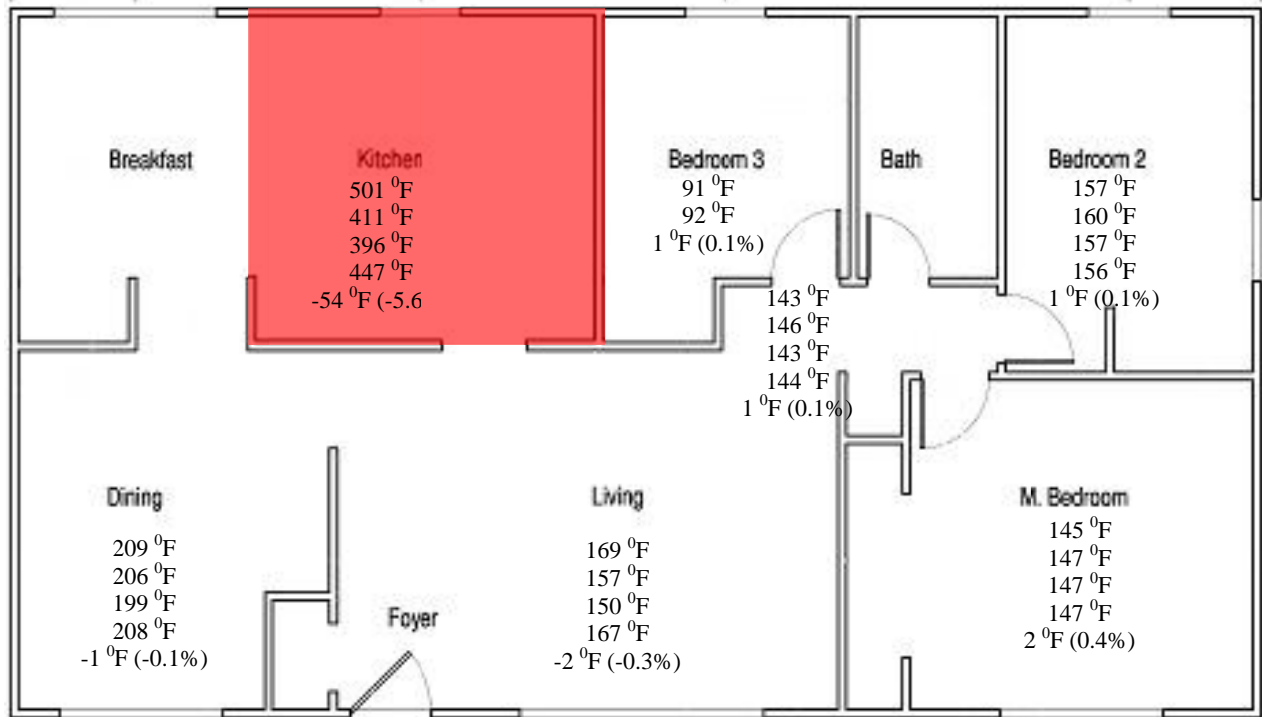 Breakfast
Kitchen
501 ⁰F
411 ⁰F
396 ⁰F
447 ⁰F
-54 ⁰F (-5.6
Bedroom 3
91 ⁰F
92 ⁰F
1 ⁰F (0.1%)
Bath
Bedroom 2
157 ⁰F
160 ⁰F
157 ⁰F
156 ⁰F
1 ⁰F (0.1%)
143 ⁰F
146 ⁰F
143 ⁰F
144 ⁰F
1 ⁰F (0.1%)
Dining
209 ⁰F
206 ⁰F
199 ⁰F
208 ⁰F
-1 ⁰F (-0.1%)
Foyer
Living
169 ⁰F
157 ⁰F
150 ⁰F
167 ⁰F
-2 ⁰F (-0.3%)
M. Bedroom
145 ⁰F
147 ⁰F
147 ⁰F
147 ⁰F
2 ⁰F (0.4%)